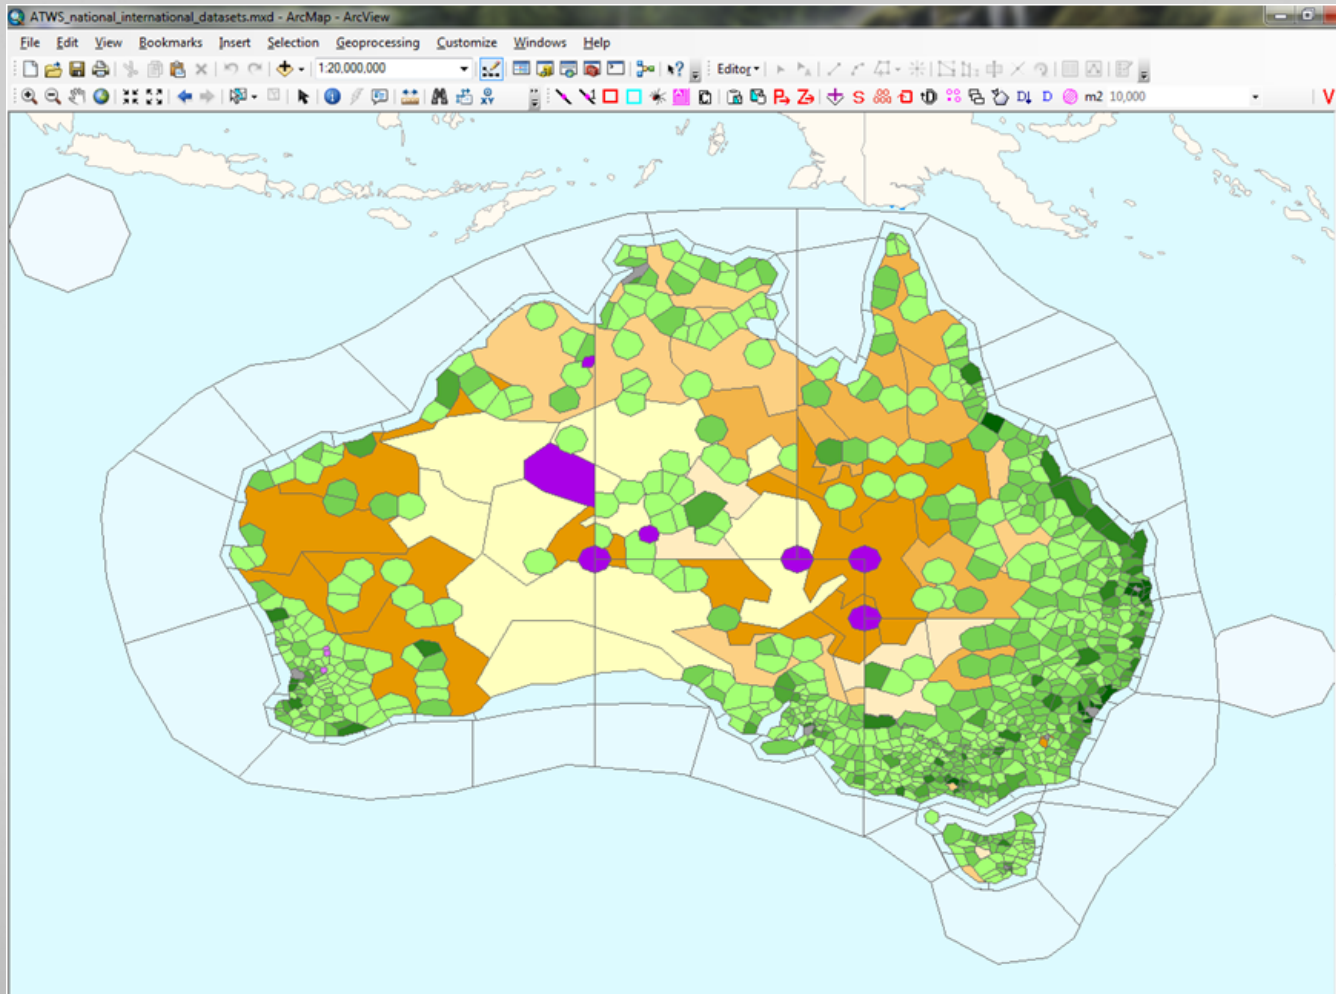 ATWS_national_international_datasets.mxd - ArcMap - ArcView
File Edit View Bookmarks Insert Selection Geoprocessing Customize Windows Help
1:20.000.000 Editor
XY P Z S D D D m2 10,000 V